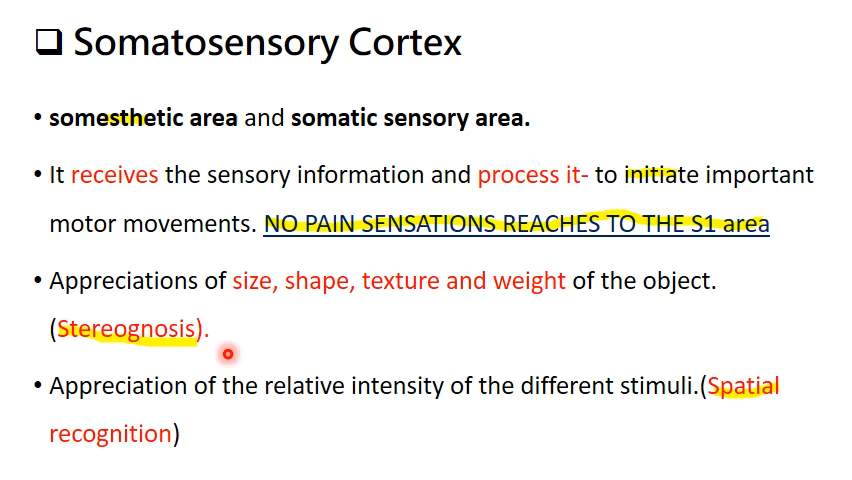 ❑ Somatosensory Cortex
• somesthetic area and somatic sensory area.
• It receives the sensory information and process it- to initiate important
motor movements. NO PAIN SENSATIONS REACHES TO THE S1 area
• Appreciations of size, shape, texture and weight of the object.
(Stereognosis).
• Appreciation of the relative intensity of the different stimuli.(Spatial
recognition)